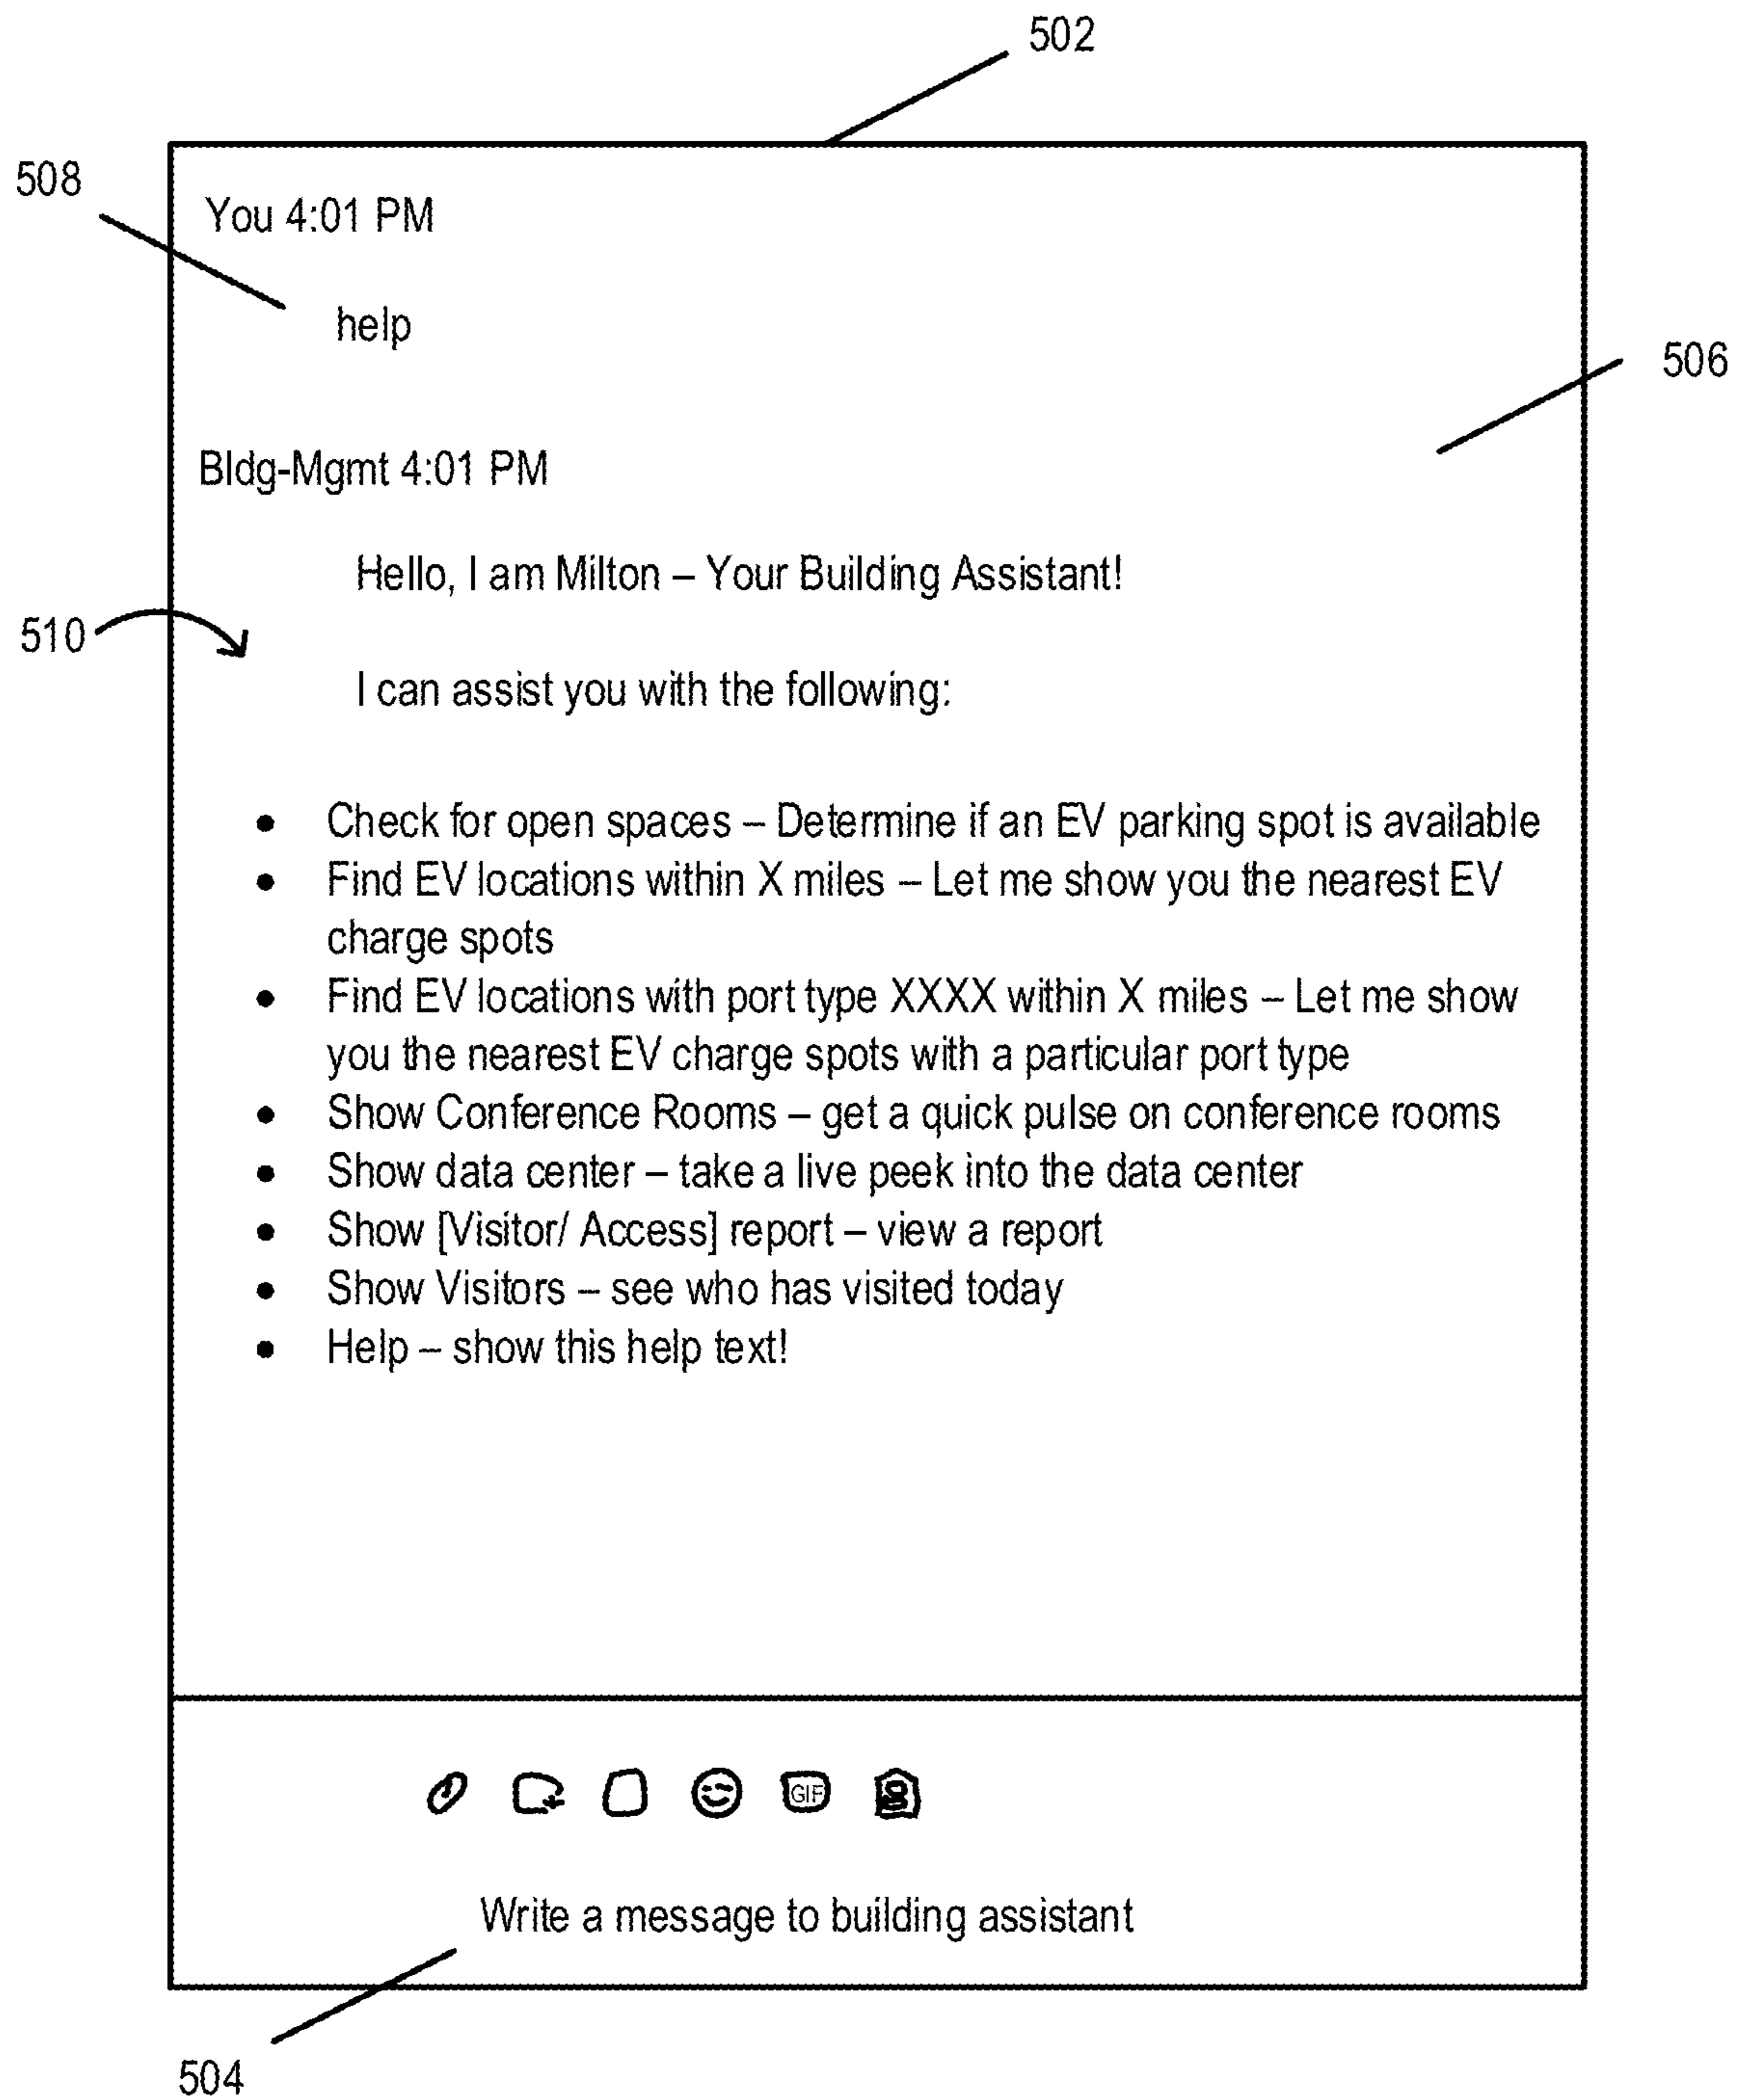 502
508
You 4:01 PM
help
506
Bldg-Mgmt 4:01 PM
Hello, I am Milton – Your Building Assistant!
510
I can assist you with the following:
• Check for open spaces – Determine if an EV parking spot is available
• Find EV locations within X miles – Let me show you the nearest EV
charge spots
• Find EV locations with port type XXXX within X miles – Let me show
you the nearest EV charge spots with a particular port type
• Show Conference Rooms – get a quick pulse on conference rooms
• Show data center – take a live peek into the data center
• Show [Visitor/ Access] report – view a report
• Show Visitors – see who has visited today
• Help – show this help text!
GIF
Write a message to building assistant
504